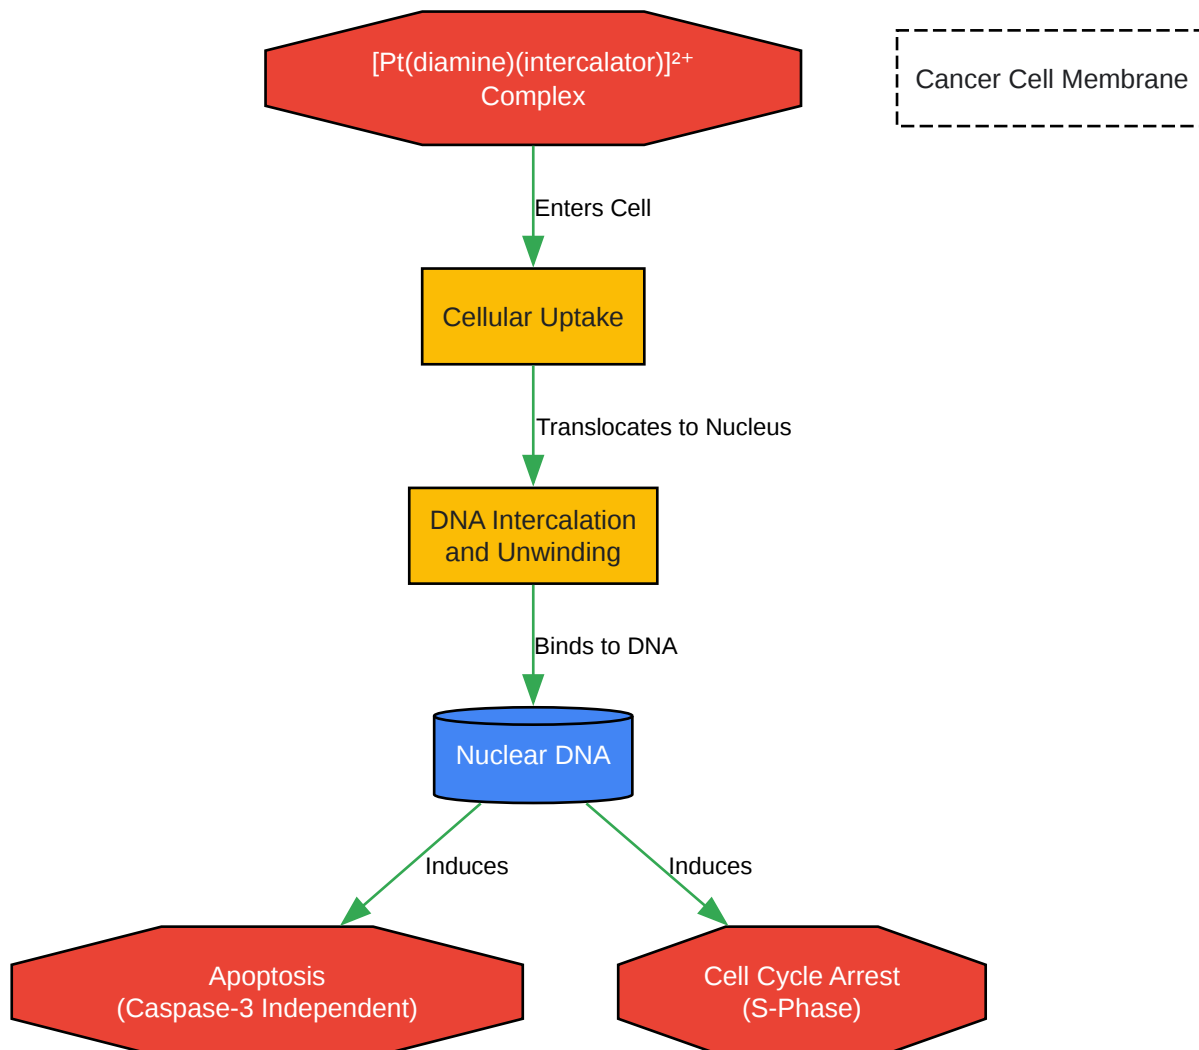 [Pt(diamine)(intercalator)]²⁺
Complex
Cancer Cell Membrane
Enters Cell
Cellular Uptake
Translocates to Nucleus
DNA Intercalation
and Unwinding
Binds to DNA
Nuclear DNA
Induces
Induces
Apoptosis
(Caspase-3 Independent)
Cell Cycle Arrest
(S-Phase)